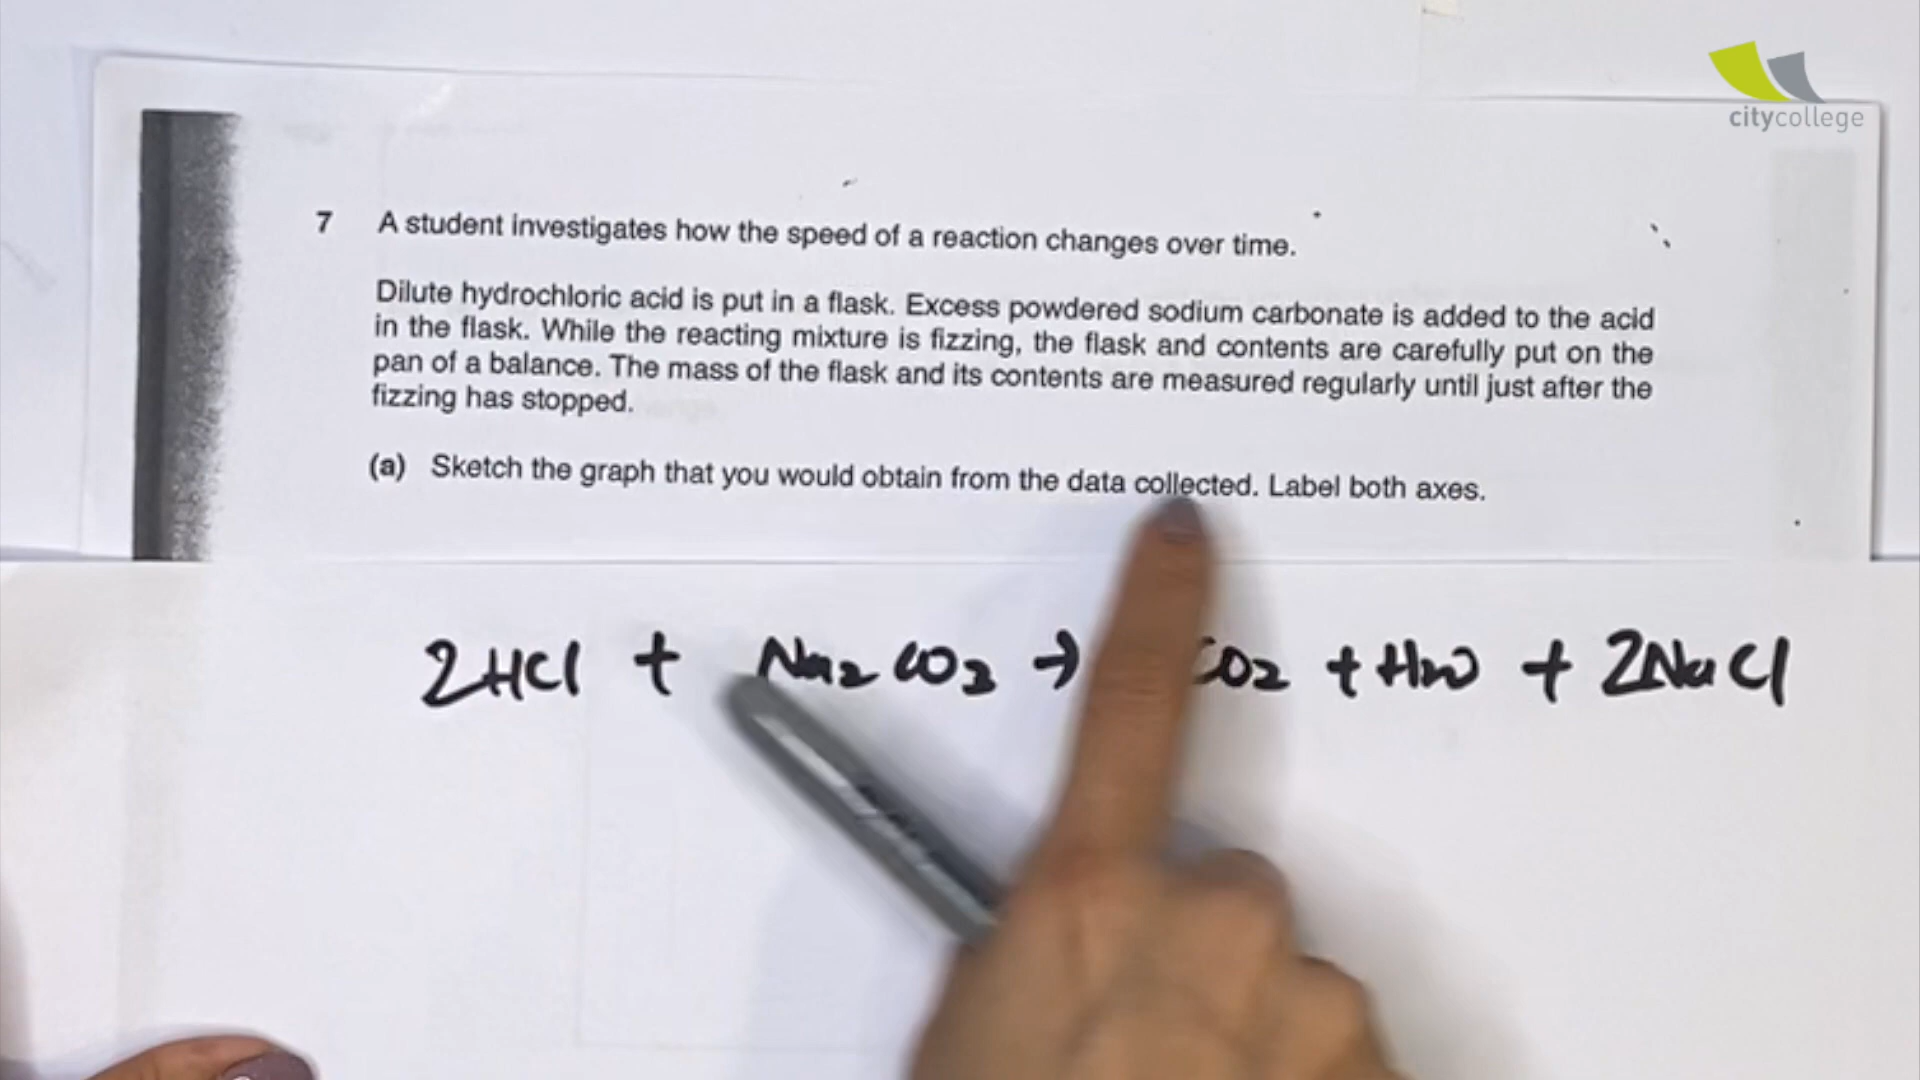 citycollege
7 A student investigates how the speed of a reaction changes over time.
Dilute hydrochloric acid is put in a flask. Excess powdered sodium carbonate is added to the acid
in the flask. While the reacting mixture is fizzing, the flask and contents are carefully put on the
pan of a balance. The mass of the flask and its contents are measured regularly until just after the
fizzing has stopped.
(a) Sketch the graph that you would obtain from the data collected. Label both axes.
2HCl + Na2CO3 → CO2 + H2O + 2NaCl